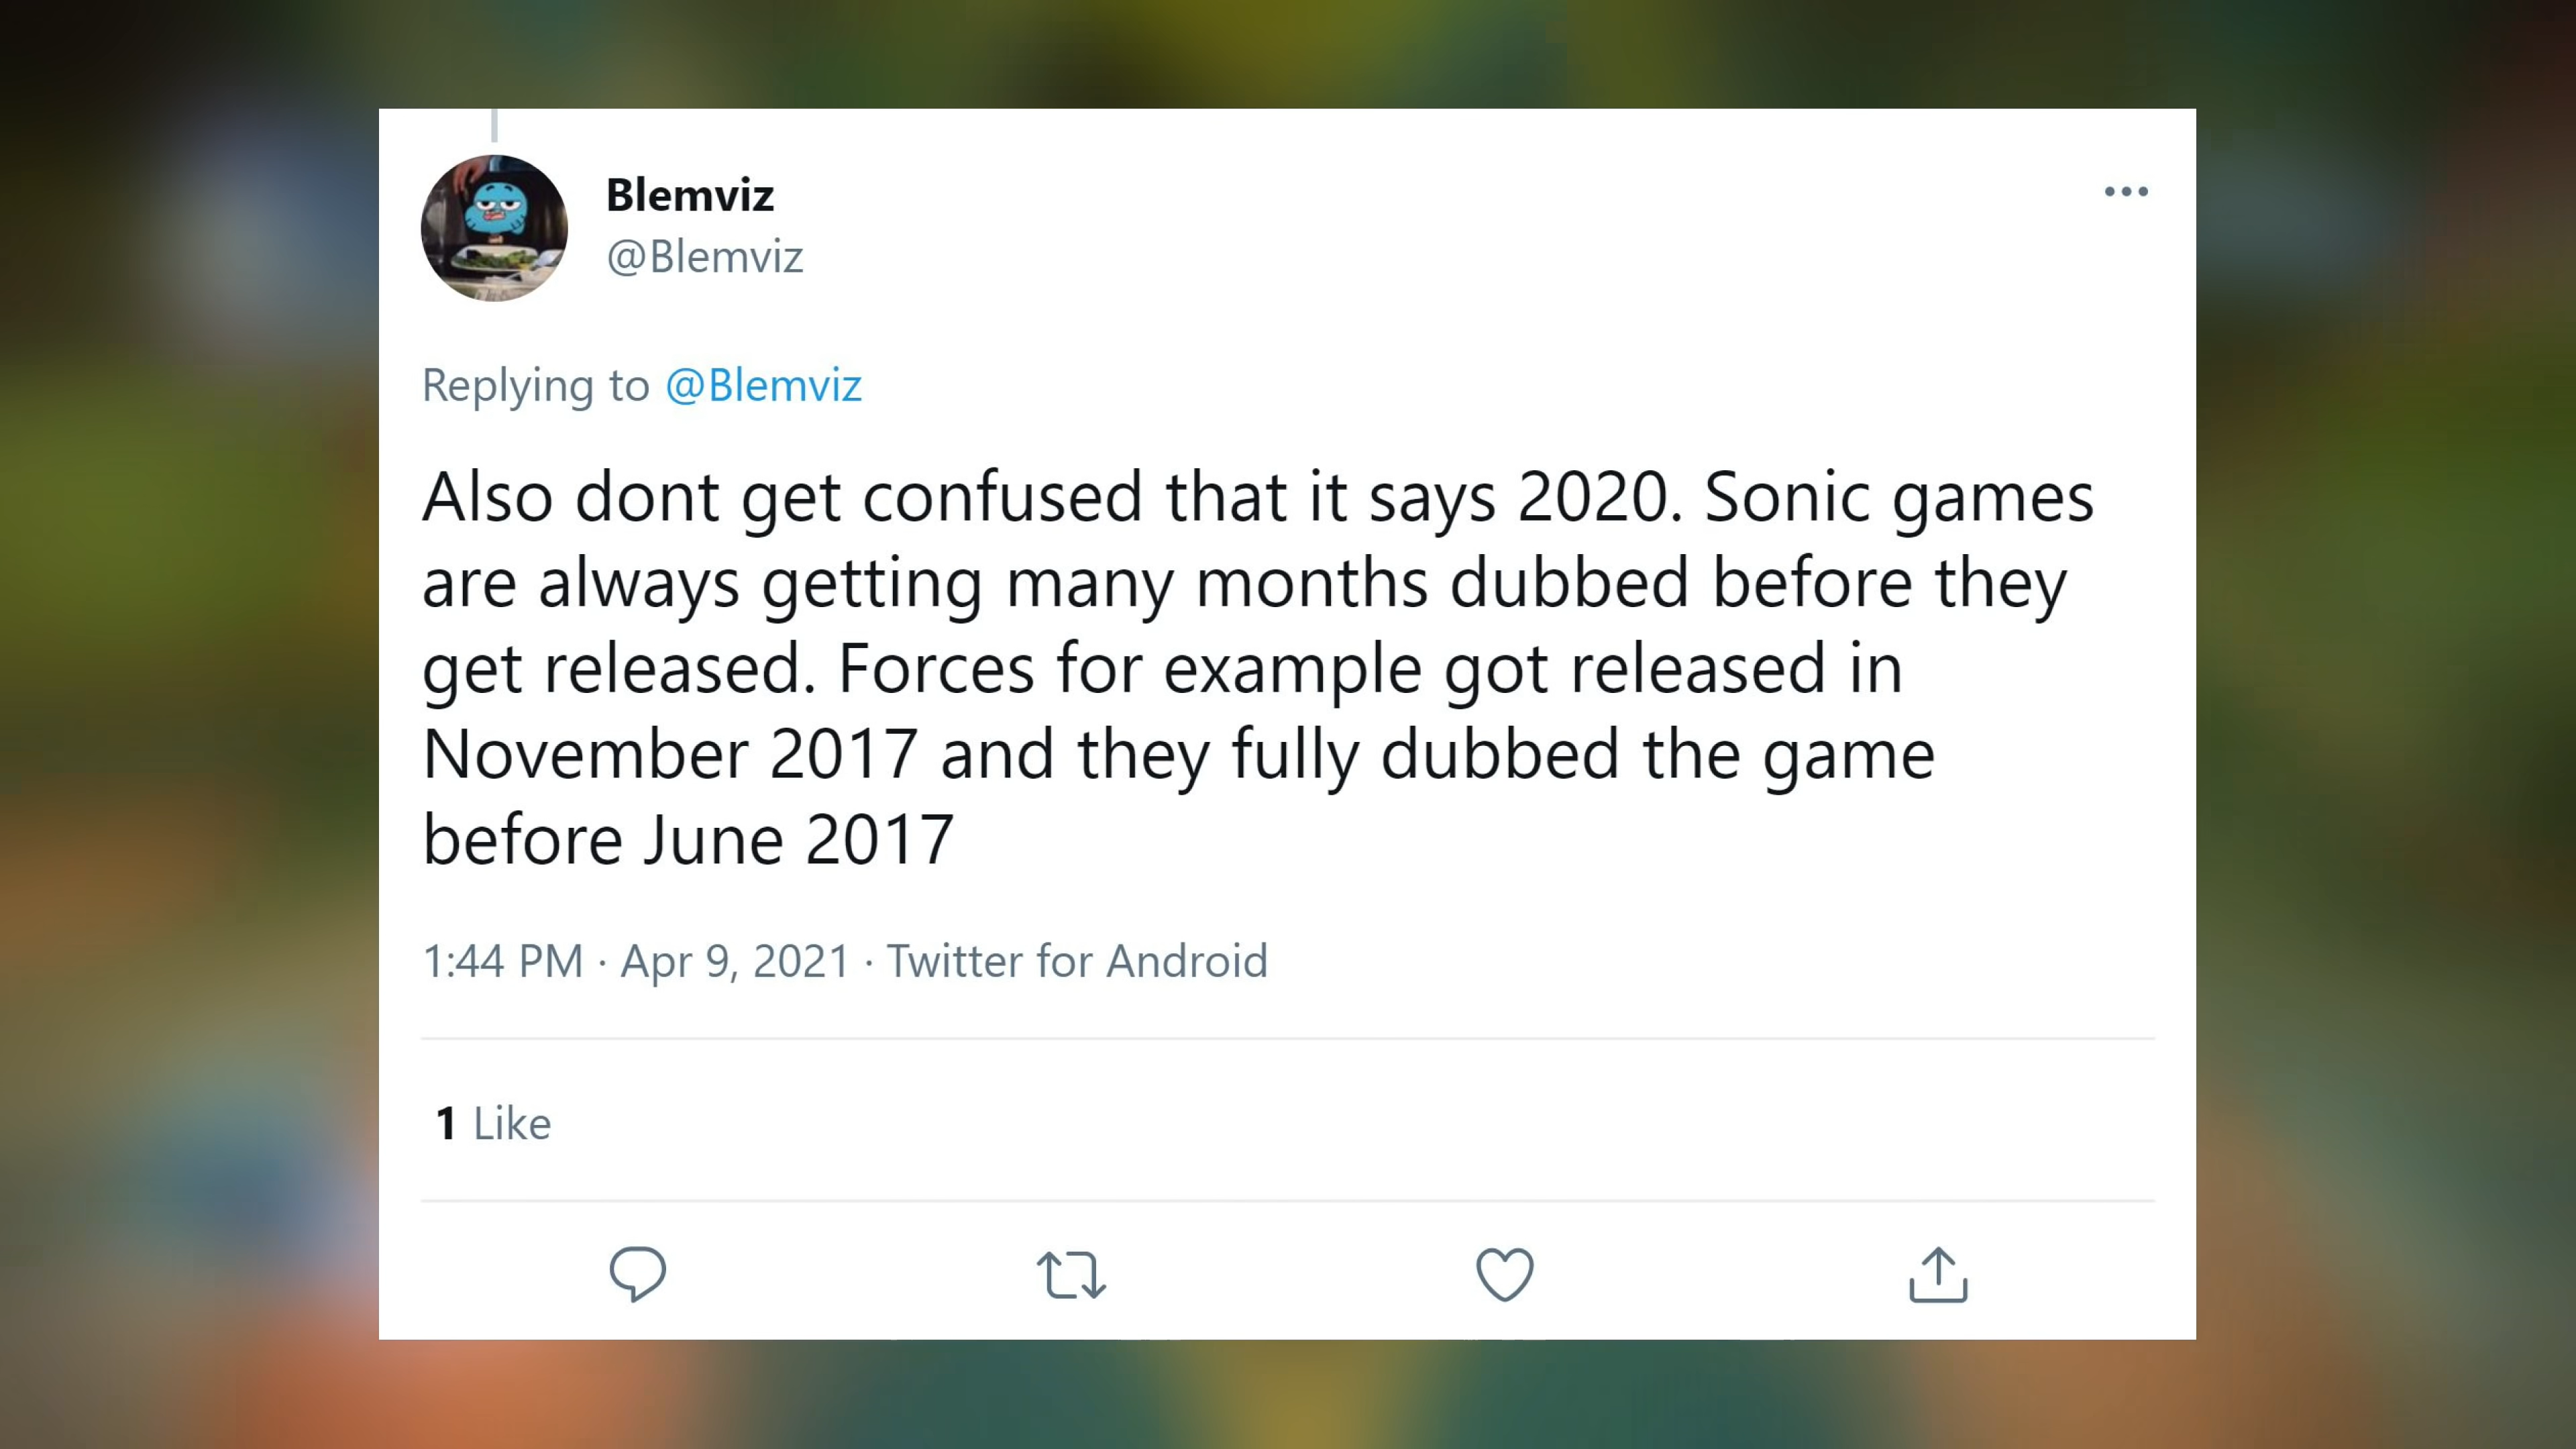 Blemviz
@Blemviz
Replying to @Blemviz
Also dont get confused that it says 2020. Sonic games
are always getting many months dubbed before they
get released. Forces for example got released in
November 2017 and they fully dubbed the game
before June 2017
1:44 PM · Apr 9, 2021 · Twitter for Android
1 Like